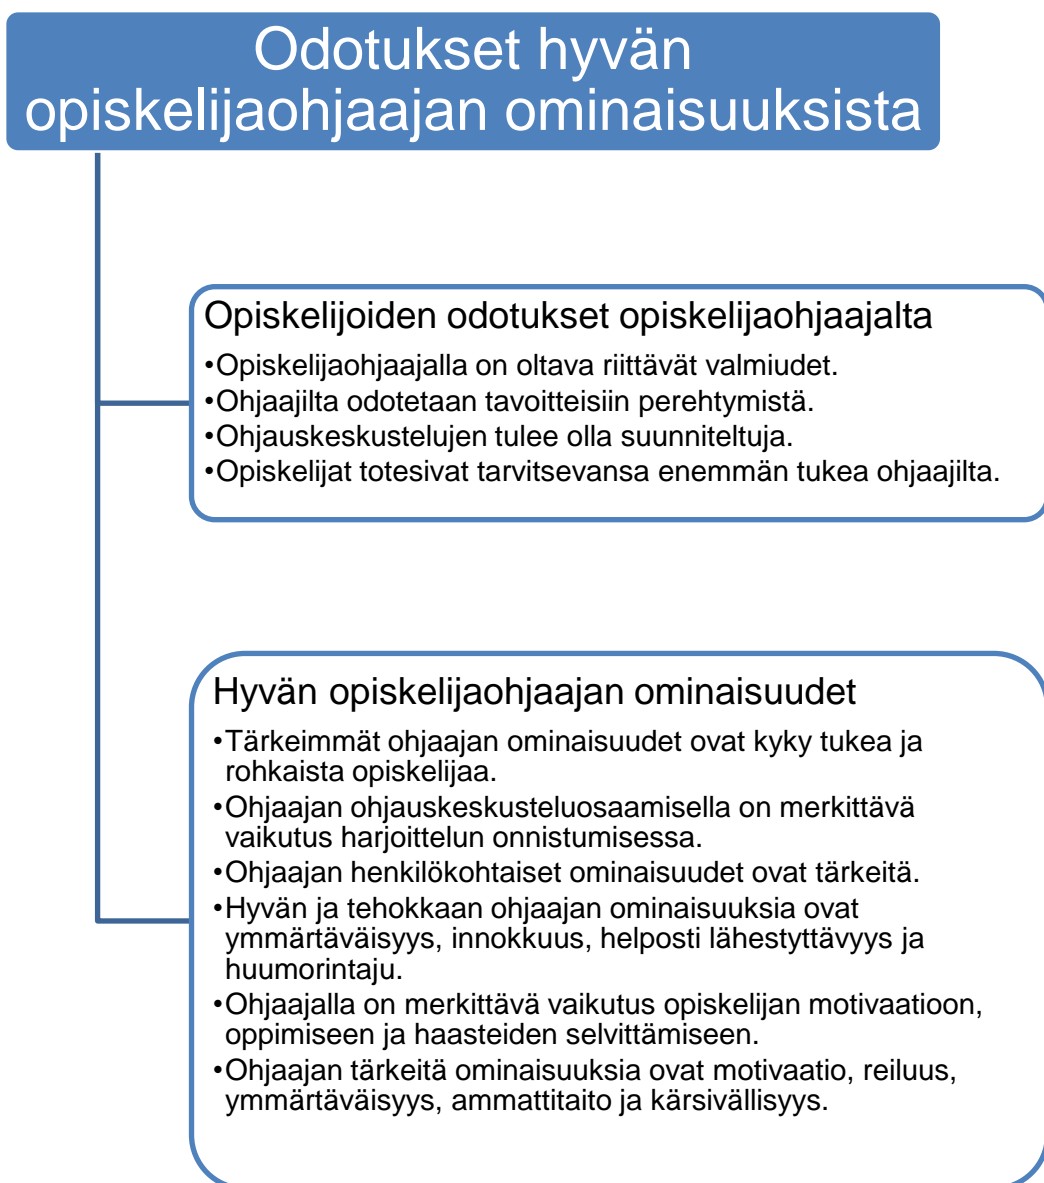 Odotukset hyvän
opiskelijaohjaajan ominaisuuksista
Opiskelijoiden odotukset opiskelijaohjaajalta
•Opiskelijaohjaajalla on oltava riittävät valmiudet.
•Ohjaajilta odotetaan tavoitteisiin perehtymistä.
•Ohjauskeskustelujen tulee olla suunniteltuja.
•Opiskelijat totesivat tarvitsevansa enemmän tukea ohjaajilta.
Hyvän opiskelijaohjaajan ominaisuudet
•Tärkeimmät ohjaajan ominaisuudet ovat kyky tukea ja
rohkaista opiskelijaa.
•Ohjaajan ohjauskeskusteluosaamisella on merkittävä
vaikutus harjoittelun onnistumisessa.
•Ohjaajan henkilökohtaiset ominaisuudet ovat tärkeitä.
•Hyvän ja tehokkaan ohjaajan ominaisuuksia ovat
ymmärtäväisyys, innokkuus, helposti lähestyttävyys ja
huumorintaju.
•Ohjaajalla on merkittävä vaikutus opiskelijan motivaatioon,
oppimiseen ja haasteiden selvittämiseen.
•Ohjaajan tärkeitä ominaisuuksia ovat motivaatio, reiluus,
ymmärtäväisyys, ammattitaito ja kärsivällisyys.